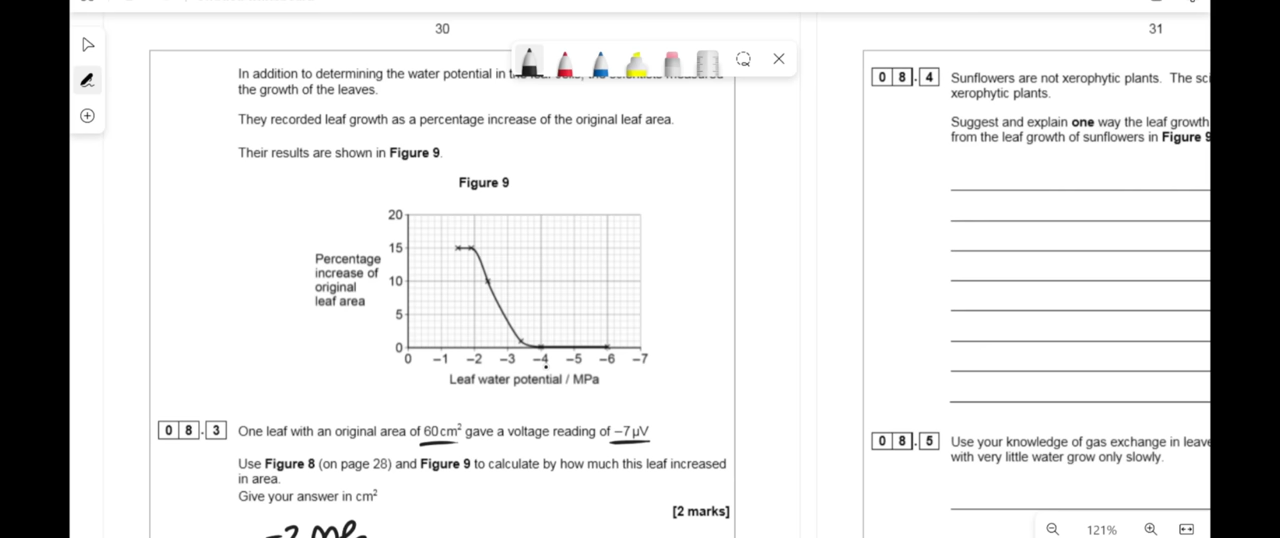 30
31
In addition to determining the water potential in
the growth of the leaves.
They recorded leaf growth as a percentage increase of the original leaf area.
Their results are shown in Figure 9.
Figure 9
20
15
10
5
0
Percentage
increase of
original
leaf area
0 −1 −2 −3 −4 −5 −6 −7
Leaf water potential / MPa
0 8 . 3 One leaf with an original area of 60 cm² gave a voltage reading of −7 µV
Use Figure 8 (on page 28) and Figure 9 to calculate by how much this leaf increased
in area.
Give your answer in cm²
[2 marks]
0 8 . 4 Sunflowers are not xerophytic plants. The
xerophytic plants.
Suggest and explain one way the leaf growth
from the leaf growth of sunflowers in Figure 9
0 8 . 5 Use your knowledge of gas exchange in
with very little water grow only slowly.
121%